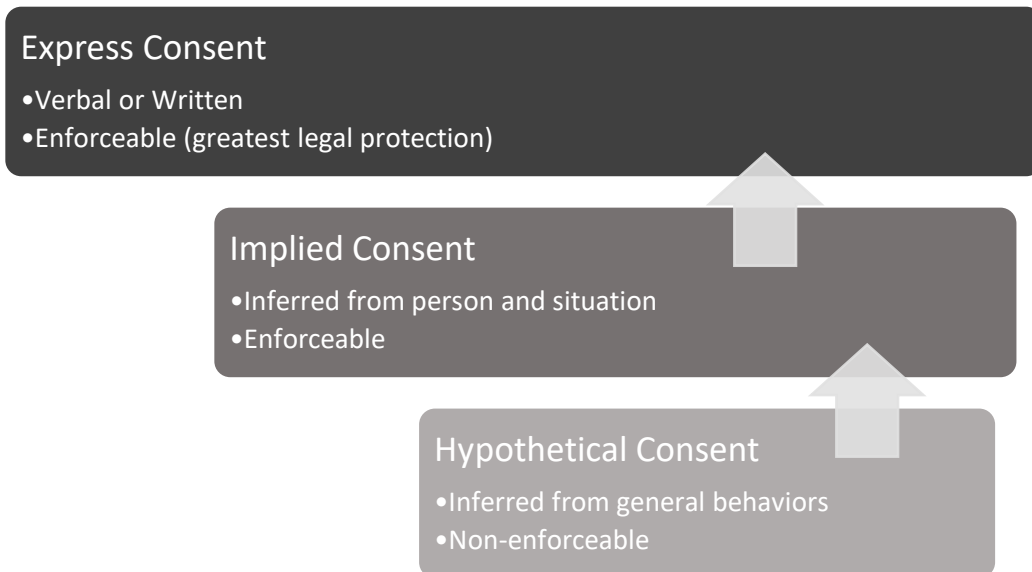 Express Consent
•Verbal or Written
•Enforceable (greatest legal protection)
Implied Consent
•Inferred from person and situation
•Enforceable
Hypothetical Consent
•Inferred from general behaviors
•Non-enforceable